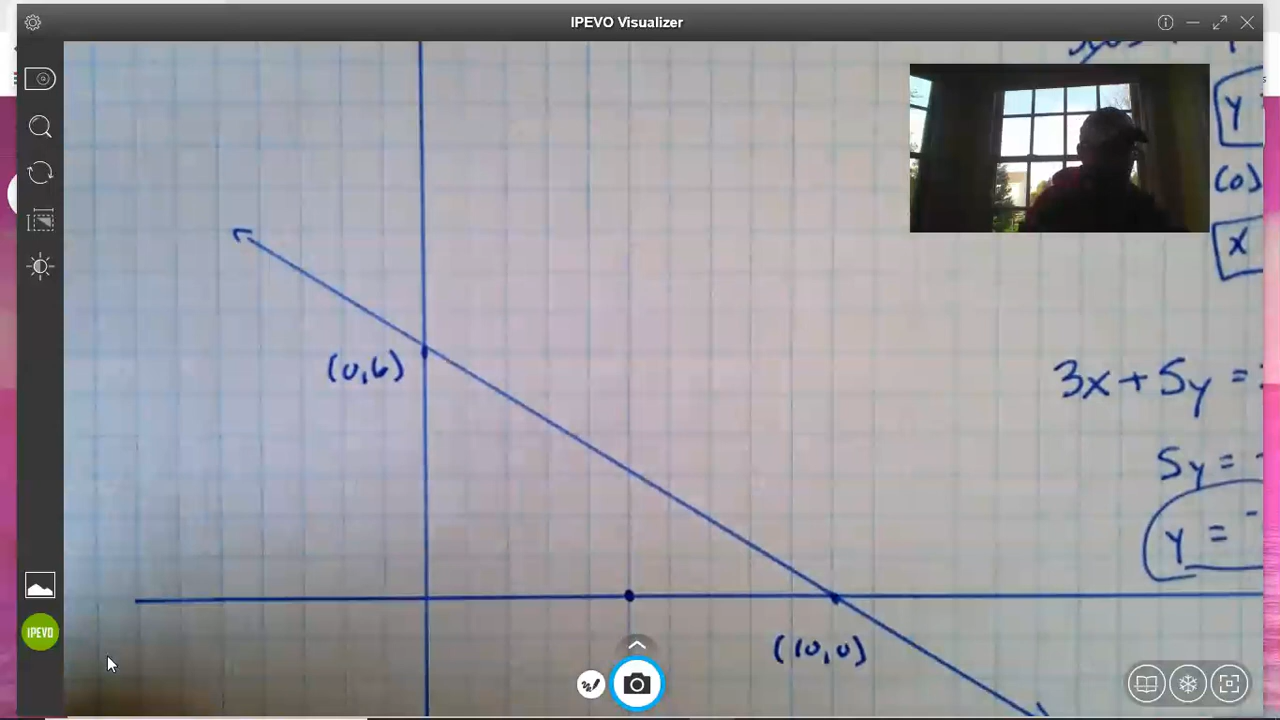 IPEVO Visualizer
y
(0)
x
(0,6)
3x + 5y =
5y = -
y = -
IPEVO
(10,0)